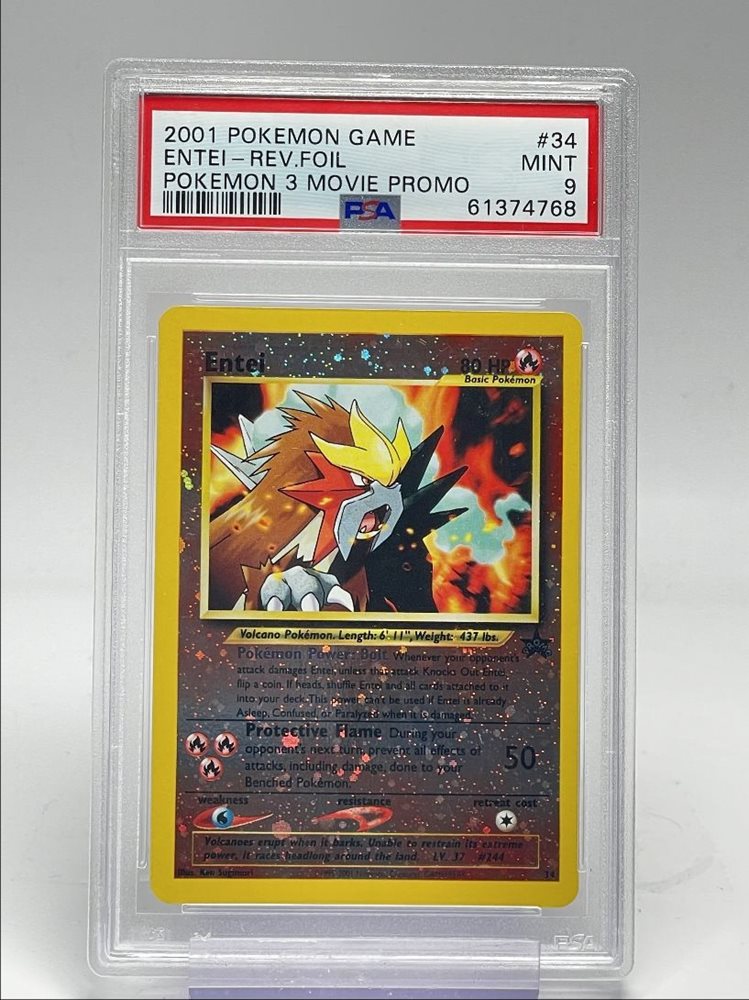 2001 POKEMON GAME #34
ENTEI - REV.FOIL MINT
POKEMON 3 MOVIE PROMO 9
PSA 61374768
Entei 80 HP
Basic Pokémon
Volcano Pokémon. Length: 6' 11", Weight: 437 lbs.
PROMO
Pokémon Power: Bolt Whenever your opponent's
attack damages Entei, unless that attack Knocks Out Entei,
flip a coin. If heads, shuffle Entei and all cards attached to it
into your deck. This power can't be used if Entei is already
Asleep, Confused, or Paralyzed when it is damaged.
Protective Flame During your
opponent's next turn, prevent all effects of
attacks, including damage, done to your
Benched Pokémon.
50
weakness resistance retreat cost
Volcanoes erupt when it barks. Unable to restrain its extreme
power, it races headlong around the land. LV. 37 #244
Illus. Ken Sugimori
34
PSA